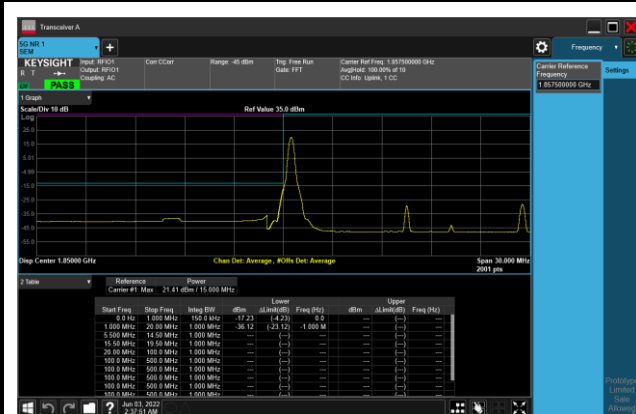 Transceiver A
5G NR 1
SEM
Frequency
KEYSIGHT
R T
PASS
Input: RFIO1
Output: RFIO1
Coupling: AC
Corr CCorr
Range: -45 dBm
Trig: Free Run
Gate: FFT
Carrier Ref Freq: 1.857500000 GHz
Avg|Hold: 100.00% of 10
CC Info: Uplink, 1 CC
Carrier Reference
Frequency
1.857500000 GHz
Settings
1 Graph
Scale/Div 10 dB
Ref Value 35.0 dBm
Log
25.0
15.0
5.01
-4.99
-15.0
-25.0
-35.0
-45.0
-55.0
Disp Center 1.85000 GHz
Chan Det: Average , #Offs Det: Average
Span 30.000 MHz
2001 pts
2 Table
Reference Power
Carrier #1 Max 21.41 dBm / 15.000 MHz
Lower Upper
Start Freq Stop Freq Integ BW dBm ΔLimit(dB) Freq (Hz) dBm ΔLimit(dB) Freq (Hz)
0.0 Hz 1.000 MHz 150.0 kHz -17.23 (-4.23) 0.0 --- (---) ---
1.000 MHz 20.00 MHz 1.000 MHz -36.12 (-23.12) -1.000 M --- (---) ---
5.500 MHz 14.50 MHz 1.000 MHz --- (---) --- --- (---) ---
15.50 MHz 19.50 MHz 1.000 MHz --- (---) --- --- (---) ---
20.00 MHz 100.0 MHz 1.000 MHz --- (---) --- --- (---) ---
100.0 MHz 500.0 MHz 1.000 MHz --- (---) --- --- (---) ---
100.0 MHz 500.0 MHz 1.000 MHz --- (---) --- --- (---) ---
100.0 MHz 500.0 MHz 1.000 MHz --- (---) --- --- (---) ---
100.0 MHz 500.0 MHz 1.000 MHz --- (---) --- --- (---) ---
Prototype
Limited
Sale
Allowed
Jun 03, 2022
2:37:51 AM